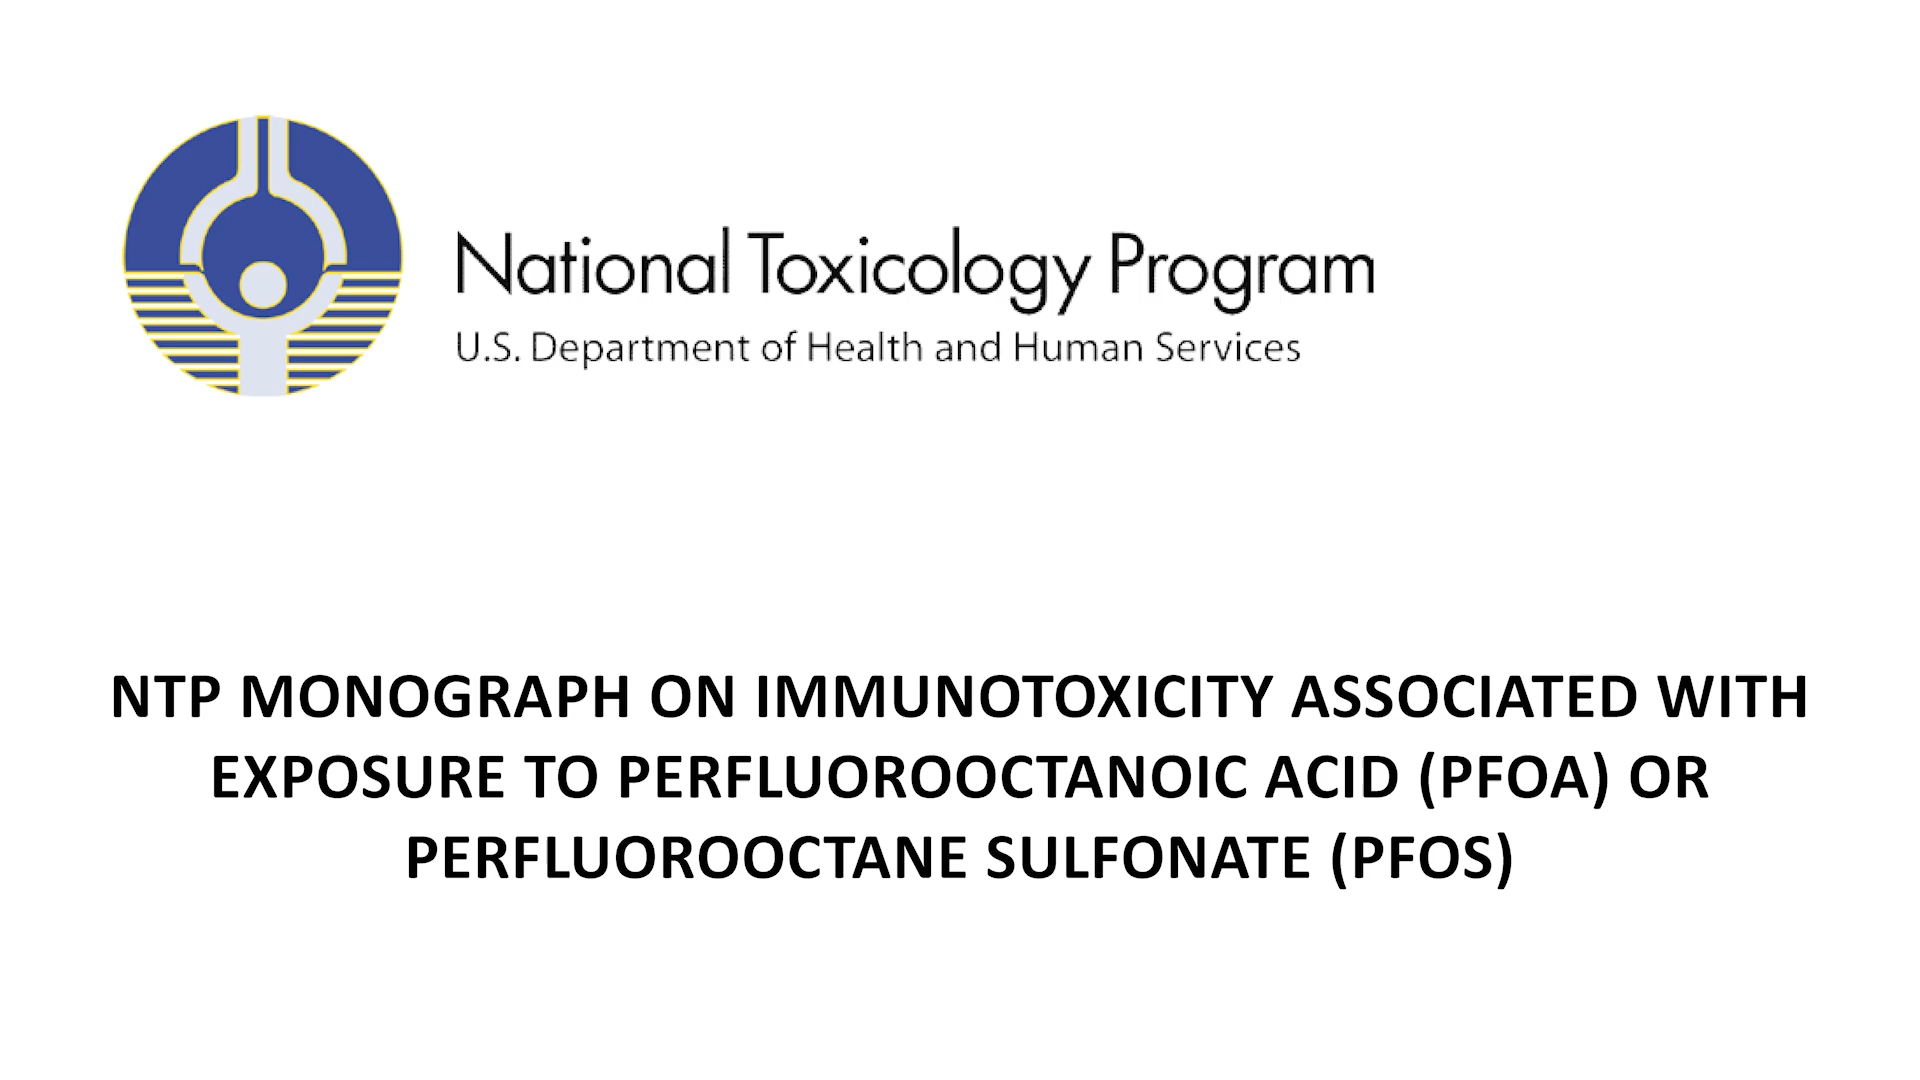 National Toxicology Program
U.S. Department of Health and Human Services
NTP MONOGRAPH ON IMMUNOTOXICITY ASSOCIATED WITH
EXPOSURE TO PERFLUOROOCTANOIC ACID (PFOA) OR
PERFLUOROOCTANE SULFONATE (PFOS)